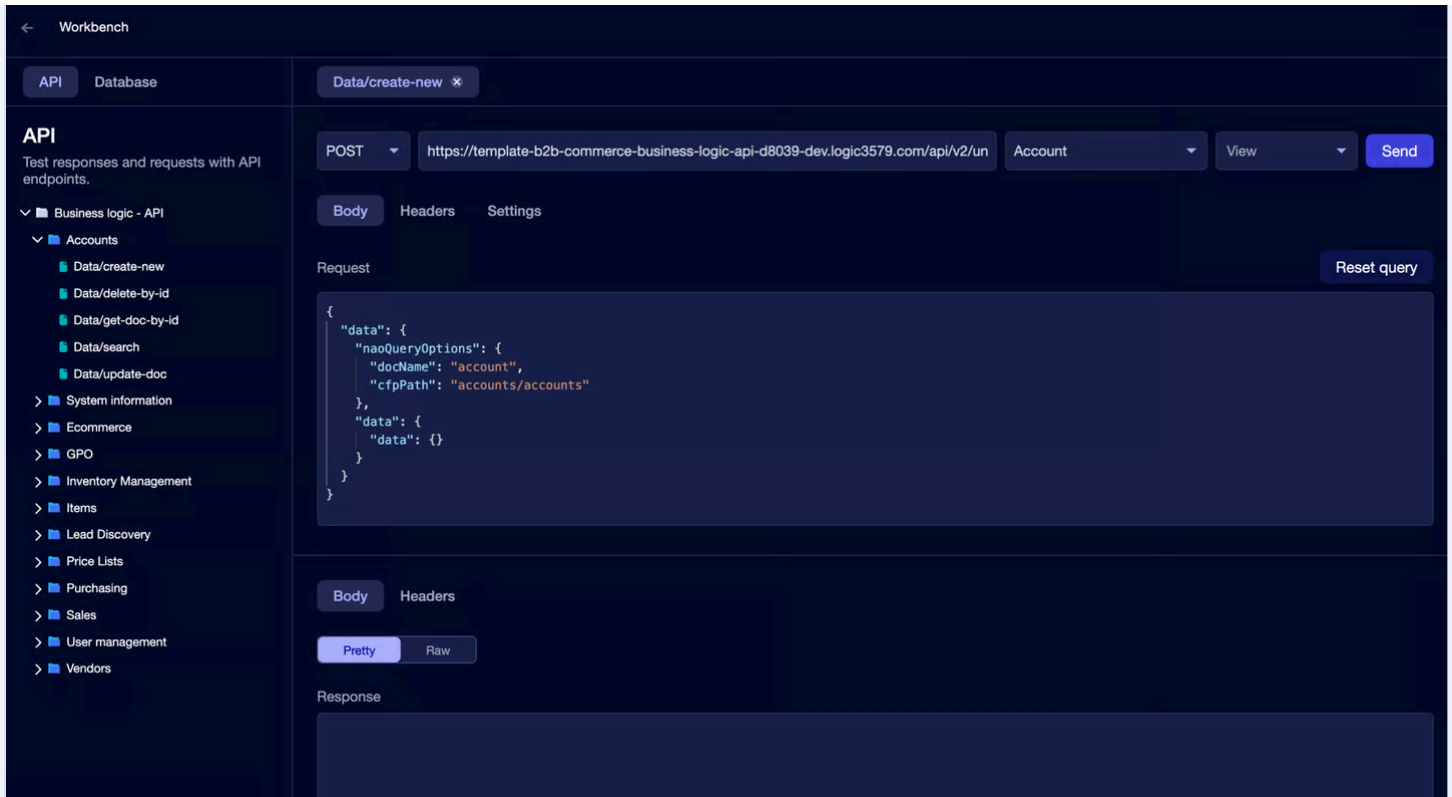 Workbench
API Database
Data/create-new
API
Test responses and requests with API
endpoints.
Business logic - API
Accounts
Data/create-new
Data/delete-by-id
Data/get-doc-by-id
Data/search
Data/update-doc
System information
Ecommerce
GPO
Inventory Management
Items
Lead Discovery
Price Lists
Purchasing
Sales
User management
Vendors
POST https://template-b2b-commerce-business-logic-api-d8039-dev.logic3579.com/api/v2/un Account View Send
Body Headers Settings
Request Reset query
{
"data": {
"naoQueryOptions": {
"docName": "account",
"cfpPath": "accounts/accounts"
},
"data": {
"data": {}
}
}
}
Body Headers
Pretty Raw
Response